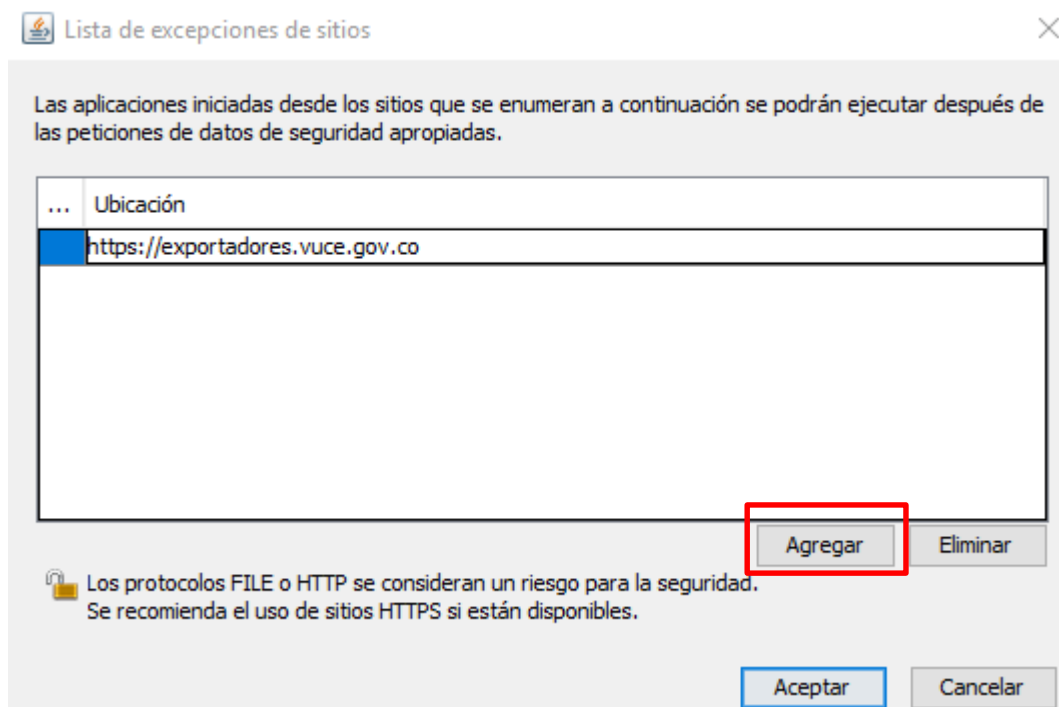 Lista de excepciones de sitios
Las aplicaciones iniciadas desde los sitios que se enumeran a continuación se podrán ejecutar después de
las peticiones de datos de seguridad apropiadas.
... Ubicación
https://exportadores.vuce.gov.co
Agregar Eliminar
Los protocolos FILE o HTTP se consideran un riesgo para la seguridad.
Se recomienda el uso de sitios HTTPS si están disponibles.
Aceptar Cancelar